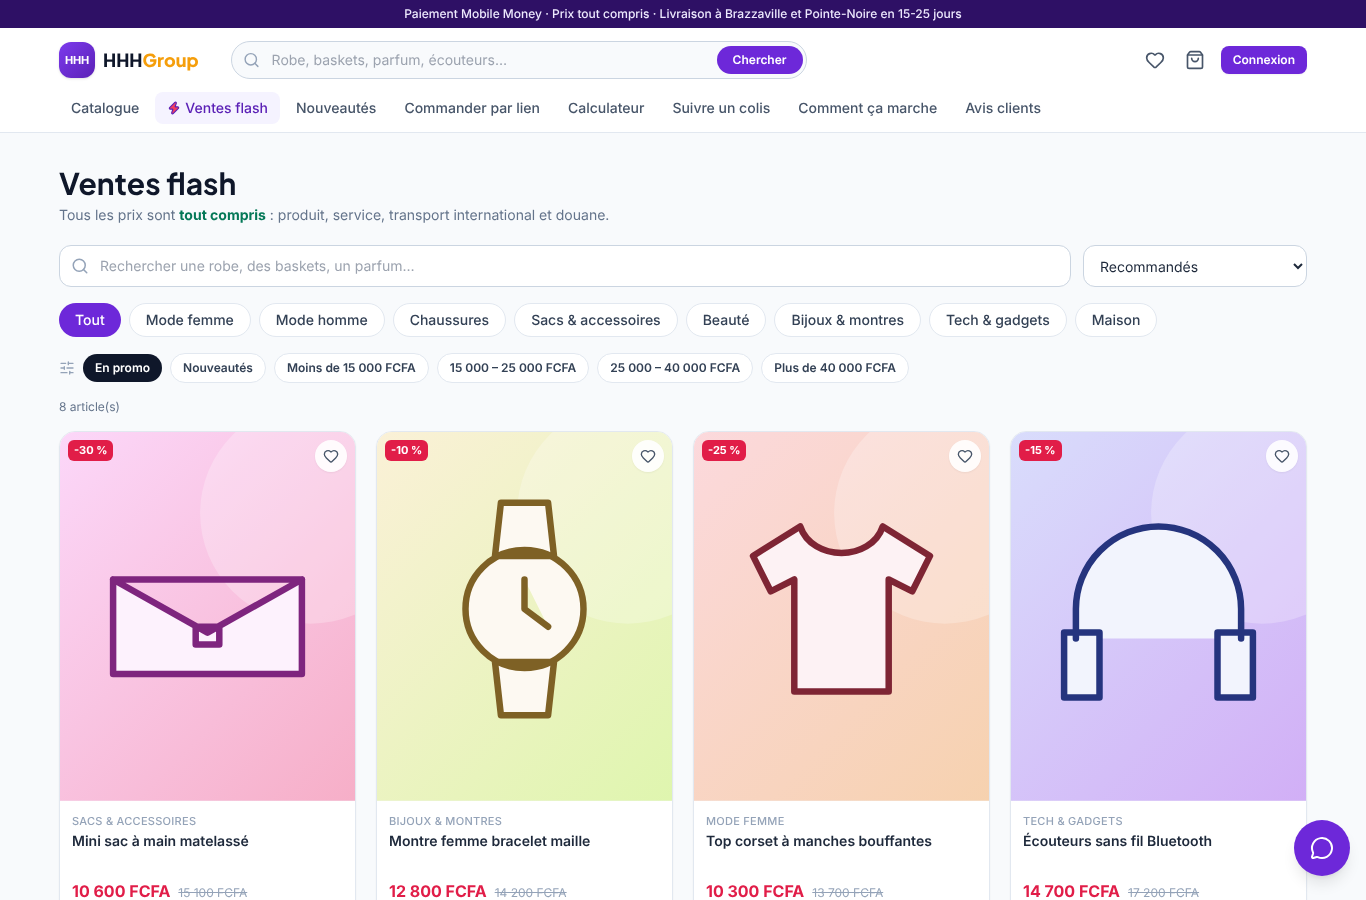 Paiement Mobile Money · Prix tout compris · Livraison à Brazzaville et Pointe-Noire en 15-25 jours
HHH HHHGroup
Robe, baskets, parfum, écouteurs...
Chercher
Connexion
Catalogue
Ventes flash
Nouveautés
Commander par lien
Calculateur
Suivre un colis
Comment ça marche
Avis clients
Ventes flash
Tous les prix sont tout compris : produit, service, transport international et douane.
Rechercher une robe, des baskets, un parfum...
Recommandés
Tout
Mode femme
Mode homme
Chaussures
Sacs & accessoires
Beauté
Bijoux & montres
Tech & gadgets
Maison
En promo
Nouveautés
Moins de 15 000 FCFA
15 000 – 25 000 FCFA
25 000 – 40 000 FCFA
Plus de 40 000 FCFA
8 article(s)
-30 %
-10 %
-25 %
-15 %
SACS & ACCESSOIRES
Mini sac à main matelassé
10 600 FCFA 15 100 FCFA
BIJOUX & MONTRES
Montre femme bracelet maille
12 800 FCFA 14 200 FCFA
MODE FEMME
Top corset à manches bouffantes
10 300 FCFA 13 700 FCFA
TECH & GADGETS
Écouteurs sans fil Bluetooth
14 700 FCFA 17 200 FCFA